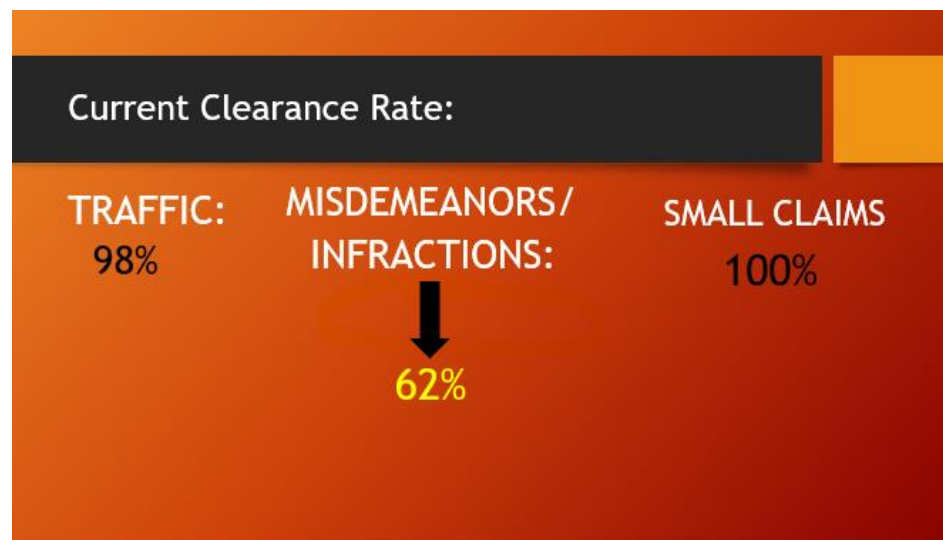 Current Clearance Rate:
TRAFFIC:
98%
MISDEMEANORS/
INFRACTIONS:
62%
SMALL CLAIMS
100%